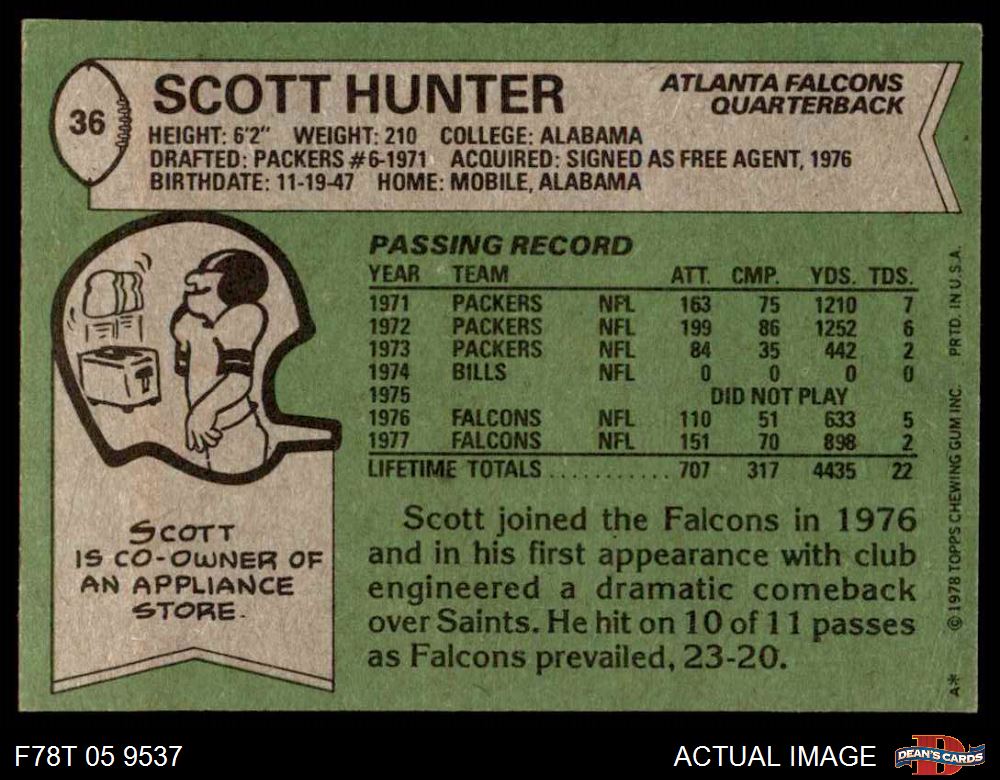 36
SCOTT HUNTER
ATLANTA FALCONS
QUARTERBACK
HEIGHT: 6'2" WEIGHT: 210 COLLEGE: ALABAMA
DRAFTED: PACKERS #6-1971 ACQUIRED: SIGNED AS FREE AGENT, 1976
BIRTHDATE: 11-19-47 HOME: MOBILE, ALABAMA
PASSING RECORD
YEAR TEAM ATT. CMP. YDS. TDS.
1971 PACKERS NFL 163 75 1210 7
1972 PACKERS NFL 199 86 1252 6
1973 PACKERS NFL 84 35 442 2
1974 BILLS NFL 0 0 0 0
1975 DID NOT PLAY
1976 FALCONS NFL 110 51 633 5
1977 FALCONS NFL 151 70 898 2
LIFETIME TOTALS ........... 707 317 4435 22
SCOTT
IS CO-OWNER OF
AN APPLIANCE
STORE.
Scott joined the Falcons in 1976
and in his first appearance with club
engineered a dramatic comeback
over Saints. He hit on 10 of 11 passes
as Falcons prevailed, 23-20.
A* © 1978 TOPPS CHEWING GUM INC. PRTD. IN U.S.A.
F78T 05 9537
ACTUAL IMAGE
D
DEAN'S CARDS